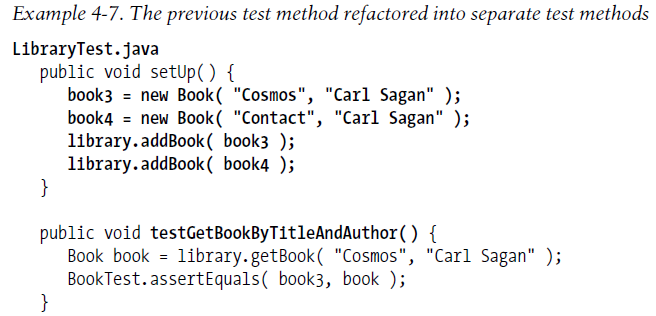 Example 4-7. The previous test method refactored into separate test methods
LibraryTest.java
public void setUp() {
book3 = new Book( "Cosmos", "Carl Sagan" );
book4 = new Book( "Contact", "Carl Sagan" );
library.addBook( book3 );
library.addBook( book4 );
}
public void testGetBookByTitleAndAuthor() {
Book book = library.getBook( "Cosmos", "Carl Sagan" );
BookTest.assertEquals( book3, book );
}